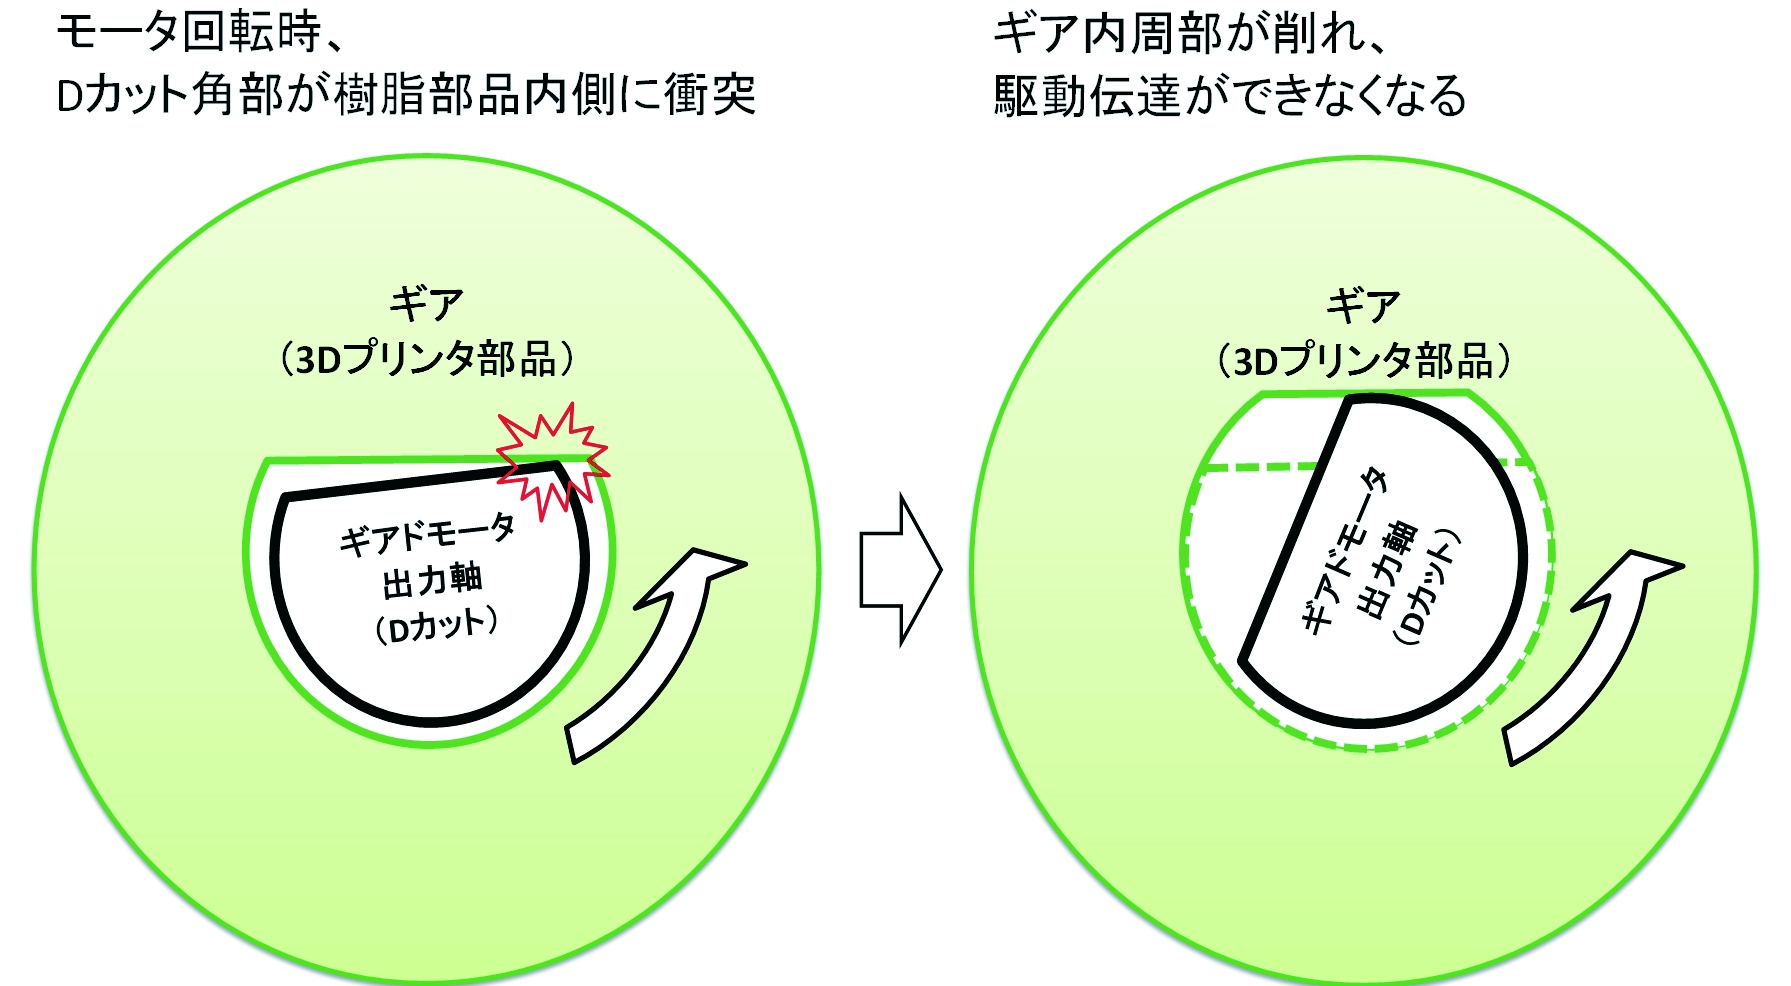 モータ回転時、
Dカット角部が樹脂部品内側に衝突
ギア内周部が削れ、
駆動伝達ができなくなる
ギア
（3Dプリンタ部品）
ギアドモータ
出力軸
（Dカット）
ギア
（3Dプリンタ部品）
ギアドモータ
出力軸
（Dカット）